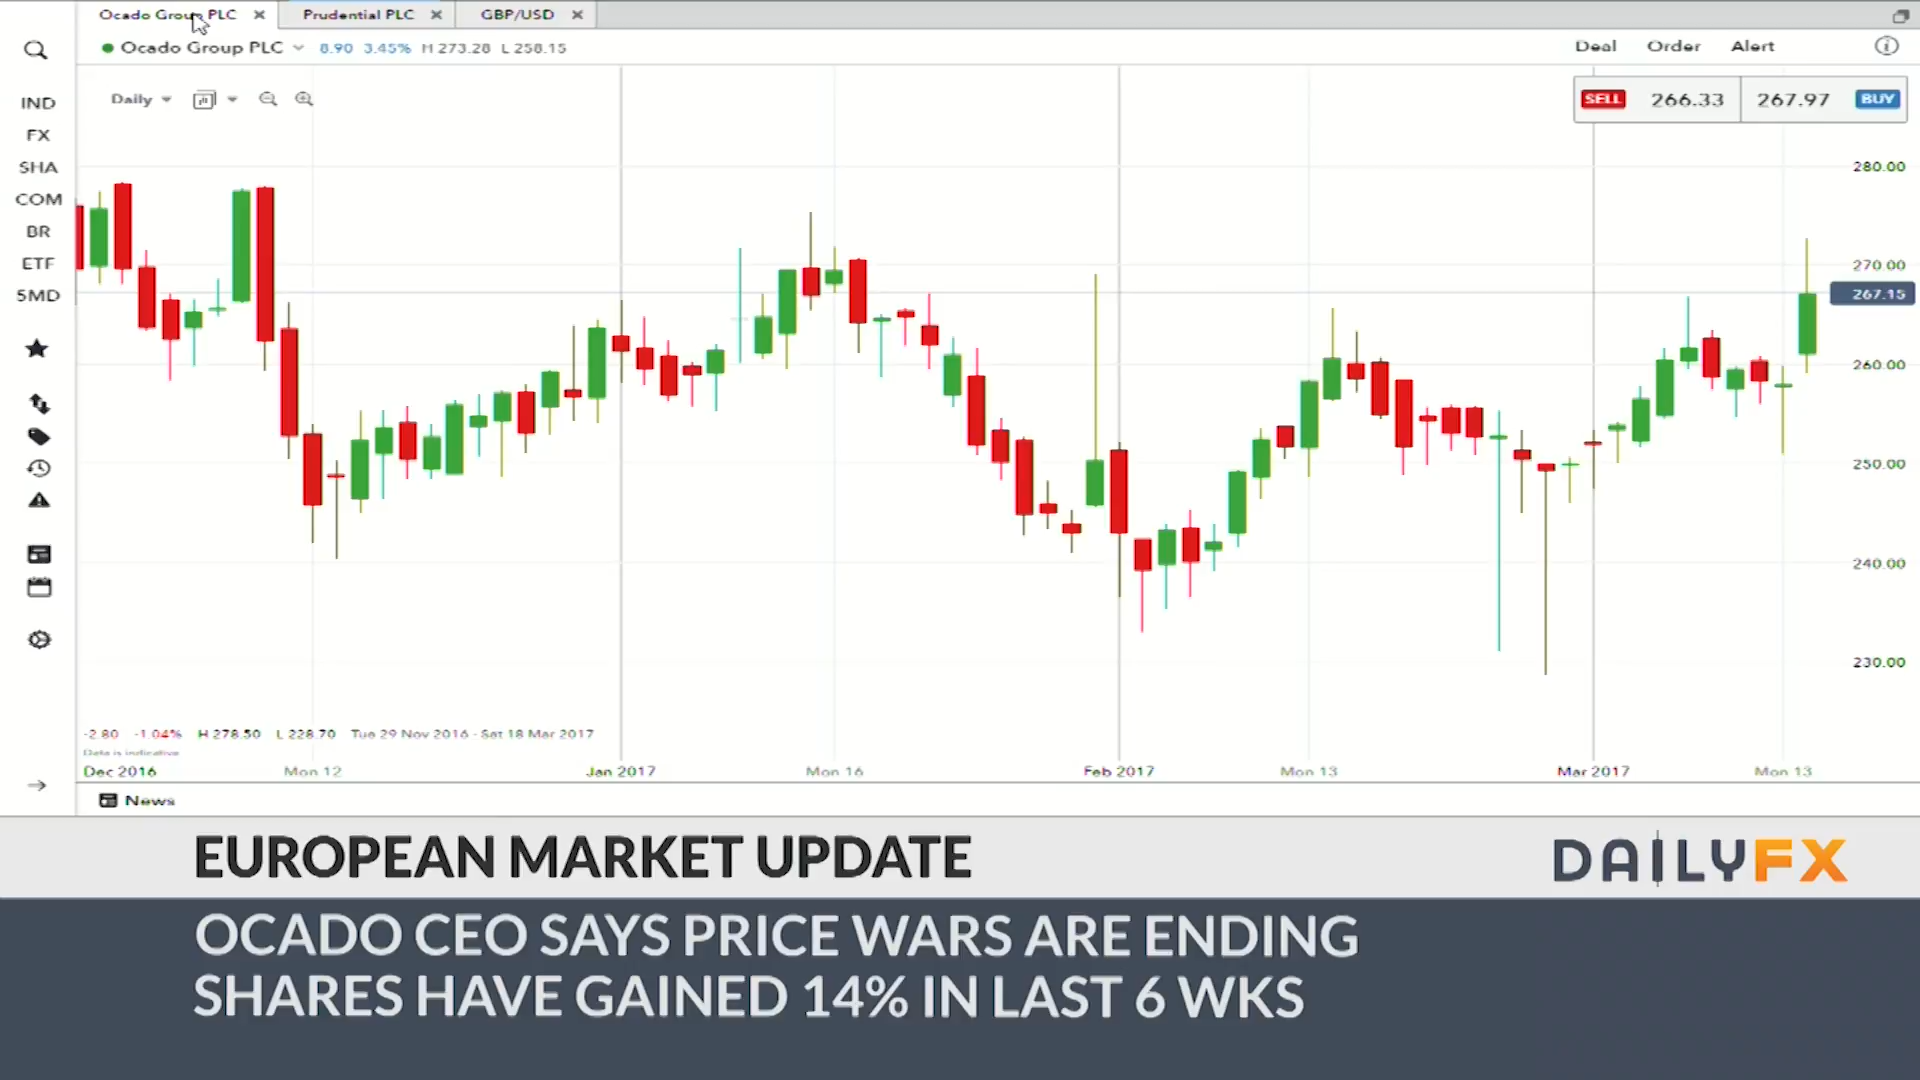 Ocado Group PLC
Prudential PLC
GBP/USD
Ocado Group PLC 8.90 3.45% H 273.28 L 258.15
Deal Order Alert
Daily
SELL 266.33 267.97 BUY
IND
FX
SHA
COM
BR
ETF
5MD
280.00
270.00
267.15
260.00
250.00
240.00
230.00
-2.80 -1.04% H 278.50 L 228.70 Tue 29 Nov 2016 - Sat 18 Mar 2017
Data is indicative
Dec 2016 Mon 12 Jan 2017 Mon 16 Feb 2017 Mon 13 Mar 2017 Mon 13
News
EUROPEAN MARKET UPDATE
DAILYFX
OCADO CEO SAYS PRICE WARS ARE ENDING
SHARES HAVE GAINED 14% IN LAST 6 WKS